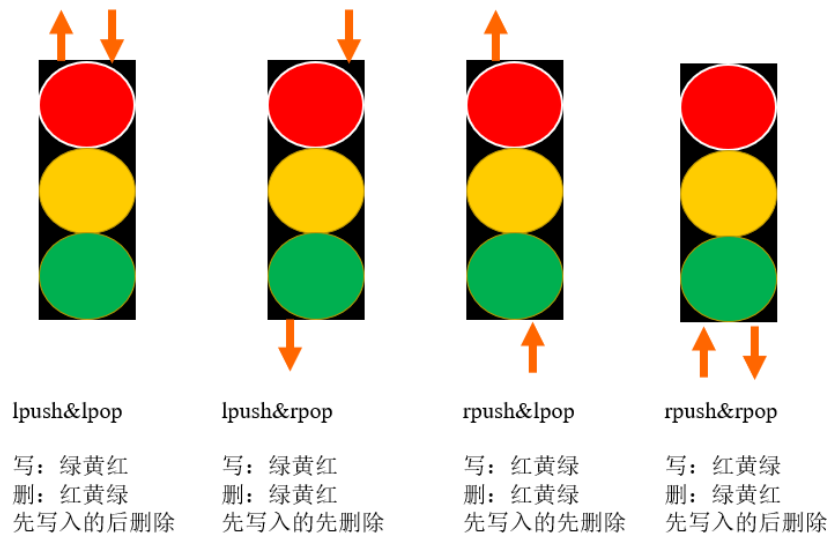 lpush&lpop
写：绿黄红
删：红黄绿
先写入的后删除
lpush&rpop
写：绿黄红
删：绿黄红
先写入的先删除
rpush&lpop
写：红黄绿
删：红黄绿
先写入的先删除
rpush&rpop
写：红黄绿
删：绿黄红
先写入的后删除